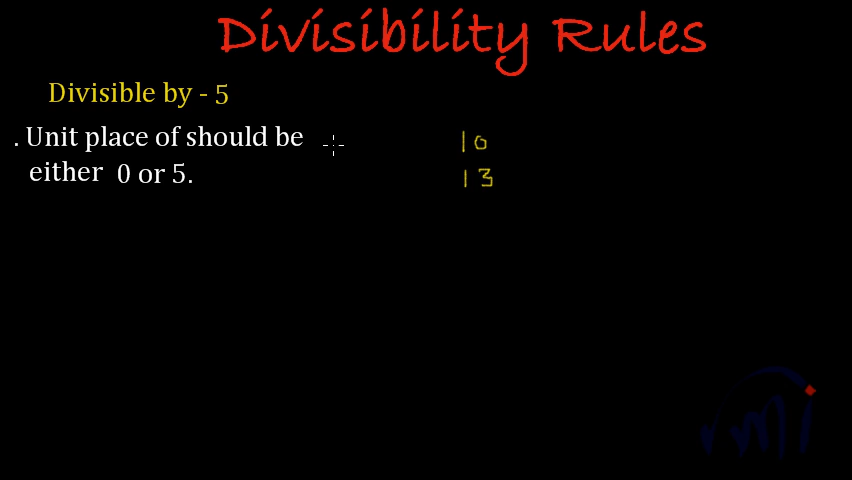 Divisibility Rules
Divisible by - 5
. Unit place of should be
either 0 or 5.
10
13